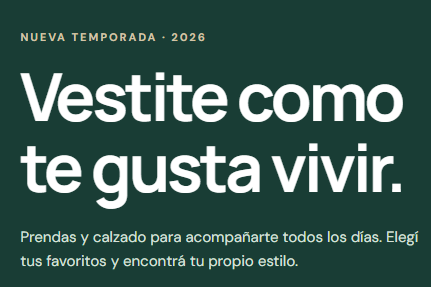 NUEVA TEMPORADA · 2026
Vestite como
te gusta vivir.
Prendas y calzado para acompañarte todos los días. Elegí
tus favoritos y encontrá tu propio estilo.